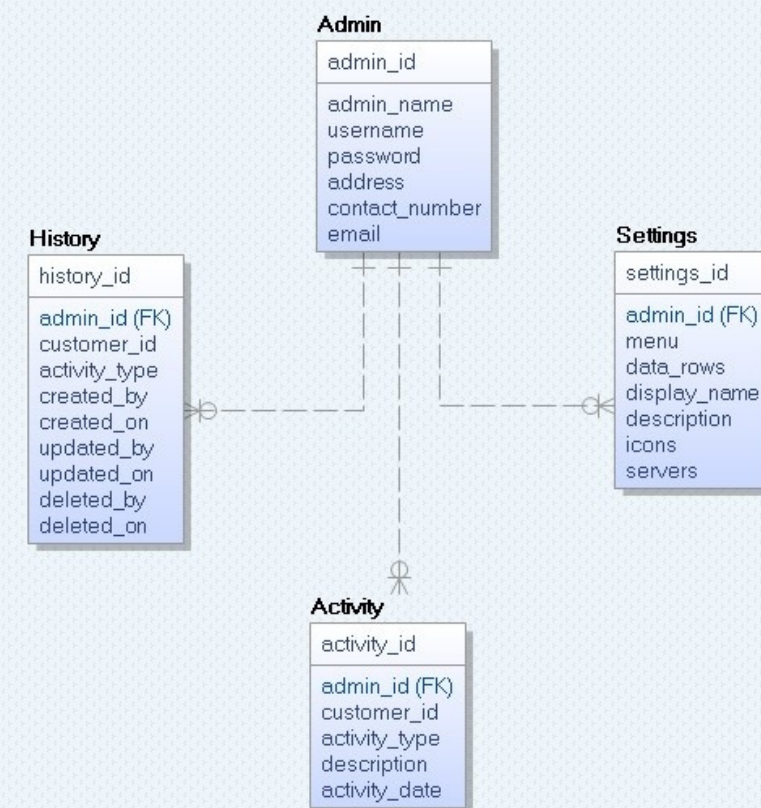 Admin
admin_id
admin_name
username
password
address
contact_number
email
History
history_id
admin_id (FK)
customer_id
activity_type
created_by
created_on
updated_by
updated_on
deleted_by
deleted_on
Settings
settings_id
admin_id (FK)
menu
data_rows
display_name
description
icons
servers
Activity
activity_id
admin_id (FK)
customer_id
activity_type
description
activity_date